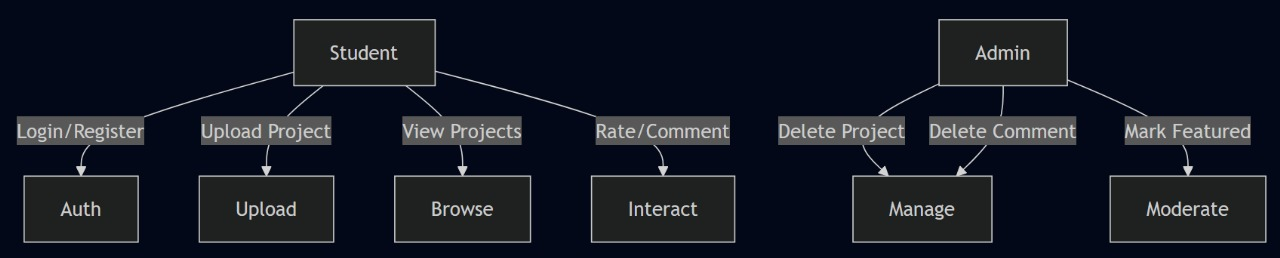 Student
Admin
Login/Register
Upload Project
View Projects
Rate/Comment
Delete Project
Delete Comment
Mark Featured
Auth
Upload
Browse
Interact
Manage
Moderate